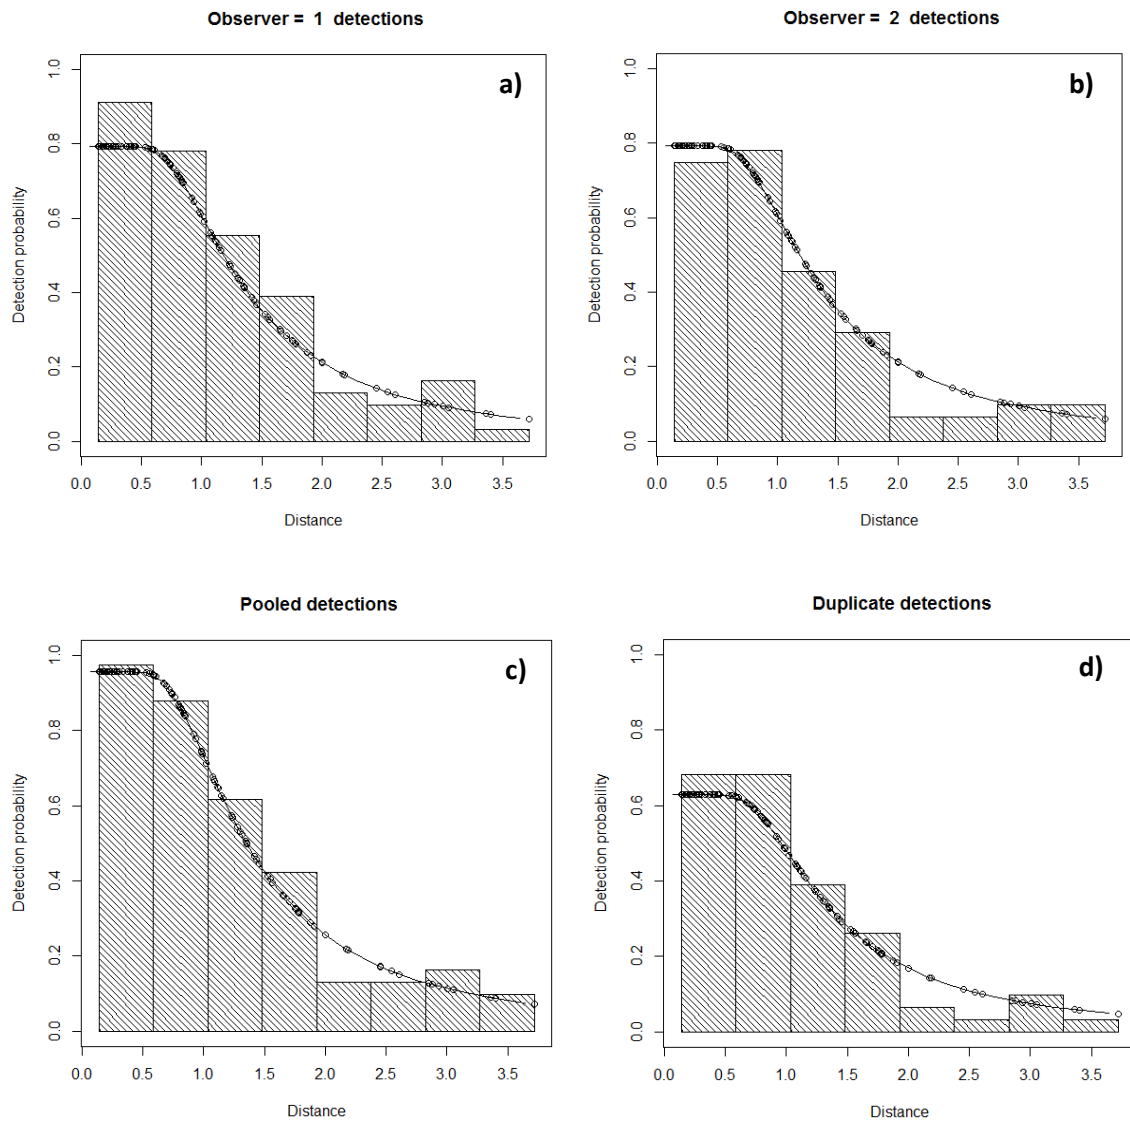 Observer = 1 detections
a)
Detection probability
1.0
0.8
0.6
0.4
0.2
0.0
0.0 0.5 1.0 1.5 2.0 2.5 3.0 3.5
Distance
Observer = 2 detections
b)
Detection probability
1.0
0.8
0.6
0.4
0.2
0.0
0.0 0.5 1.0 1.5 2.0 2.5 3.0 3.5
Distance
Pooled detections
c)
Detection probability
1.0
0.8
0.6
0.4
0.2
0.0
0.0 0.5 1.0 1.5 2.0 2.5 3.0 3.5
Distance
Duplicate detections
d)
Detection probability
1.0
0.8
0.6
0.4
0.2
0.0
0.0 0.5 1.0 1.5 2.0 2.5 3.0 3.5
Distance